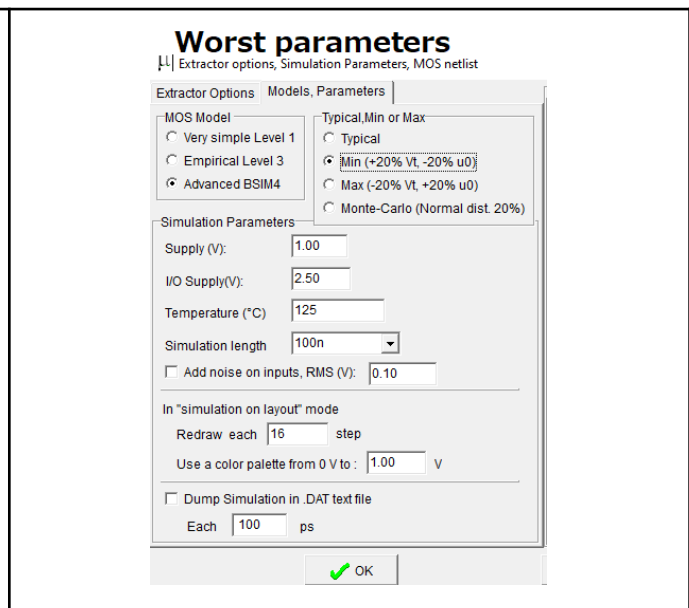 Worst parameters
µ Extractor options, Simulation Parameters, MOS netlist
Extractor Options Models, Parameters
MOS Model
Very simple Level 1
Empirical Level 3
Advanced BSIM4
Typical,Min or Max
Typical
Min (+20% Vt, -20% u0)
Max (-20% Vt, +20% u0)
Monte-Carlo (Normal dist. 20%)
Simulation Parameters
Supply (V): 1.00
I/O Supply(V): 2.50
Temperature (°C) 125
Simulation length 100n
Add noise on inputs, RMS (V): 0.10
In "simulation on layout" mode
Redraw each 16 step
Use a color palette from 0 V to : 1.00 V
Dump Simulation in .DAT text file
Each 100 ps
OK